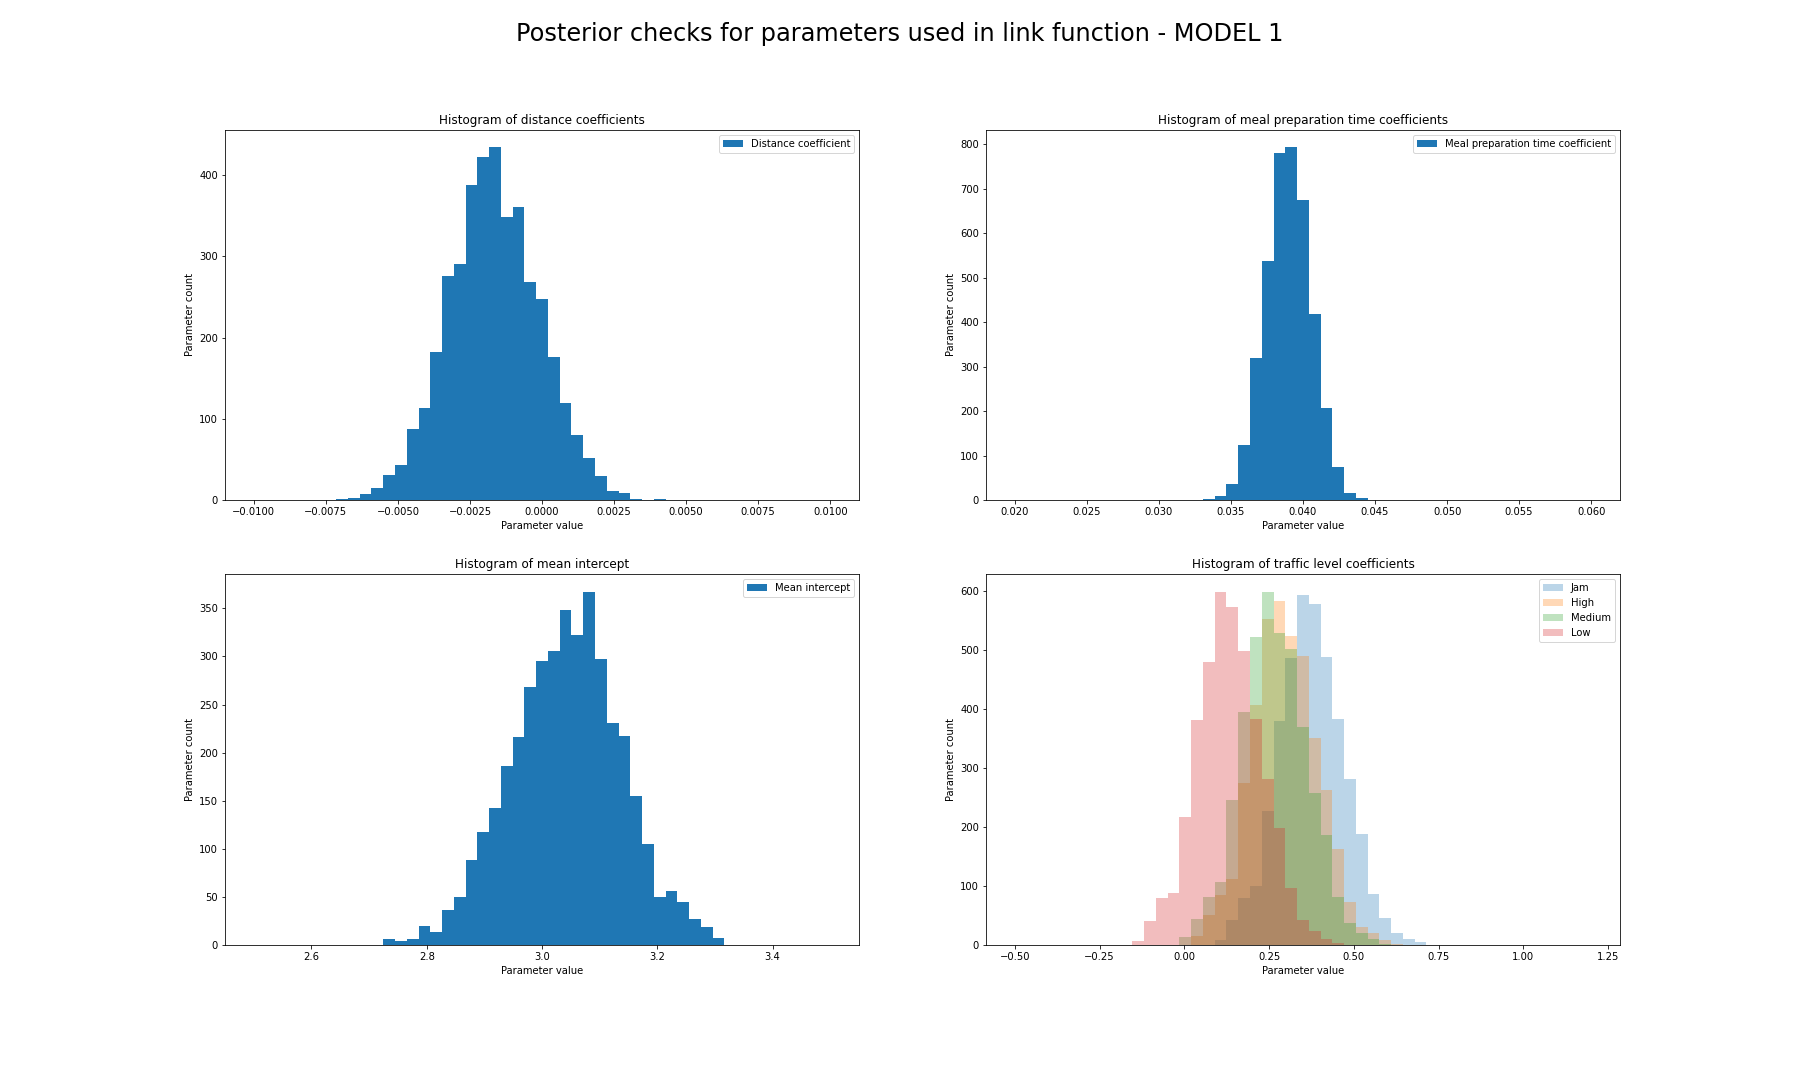 Posterior checks for parameters used in link function - MODEL 1
Histogram of distance coefficients
Distance coefficient
Parameter count
400
300
200
100
0
−0.0100 −0.0075 −0.0050 −0.0025 0.0000 0.0025 0.0050 0.0075 0.0100
Parameter value
Histogram of meal preparation time coefficients
Meal preparation time coefficient
Parameter count
800
700
600
500
400
300
200
100
0
0.020 0.025 0.030 0.035 0.040 0.045 0.050 0.055 0.060
Parameter value
Histogram of mean intercept
Mean intercept
Parameter count
350
300
250
200
150
100
50
0
2.6 2.8 3.0 3.2 3.4
Parameter value
Histogram of traffic level coefficients
Jam
High
Medium
Low
Parameter count
600
500
400
300
200
100
0
−0.50 −0.25 0.00 0.25 0.50 0.75 1.00 1.25
Parameter value